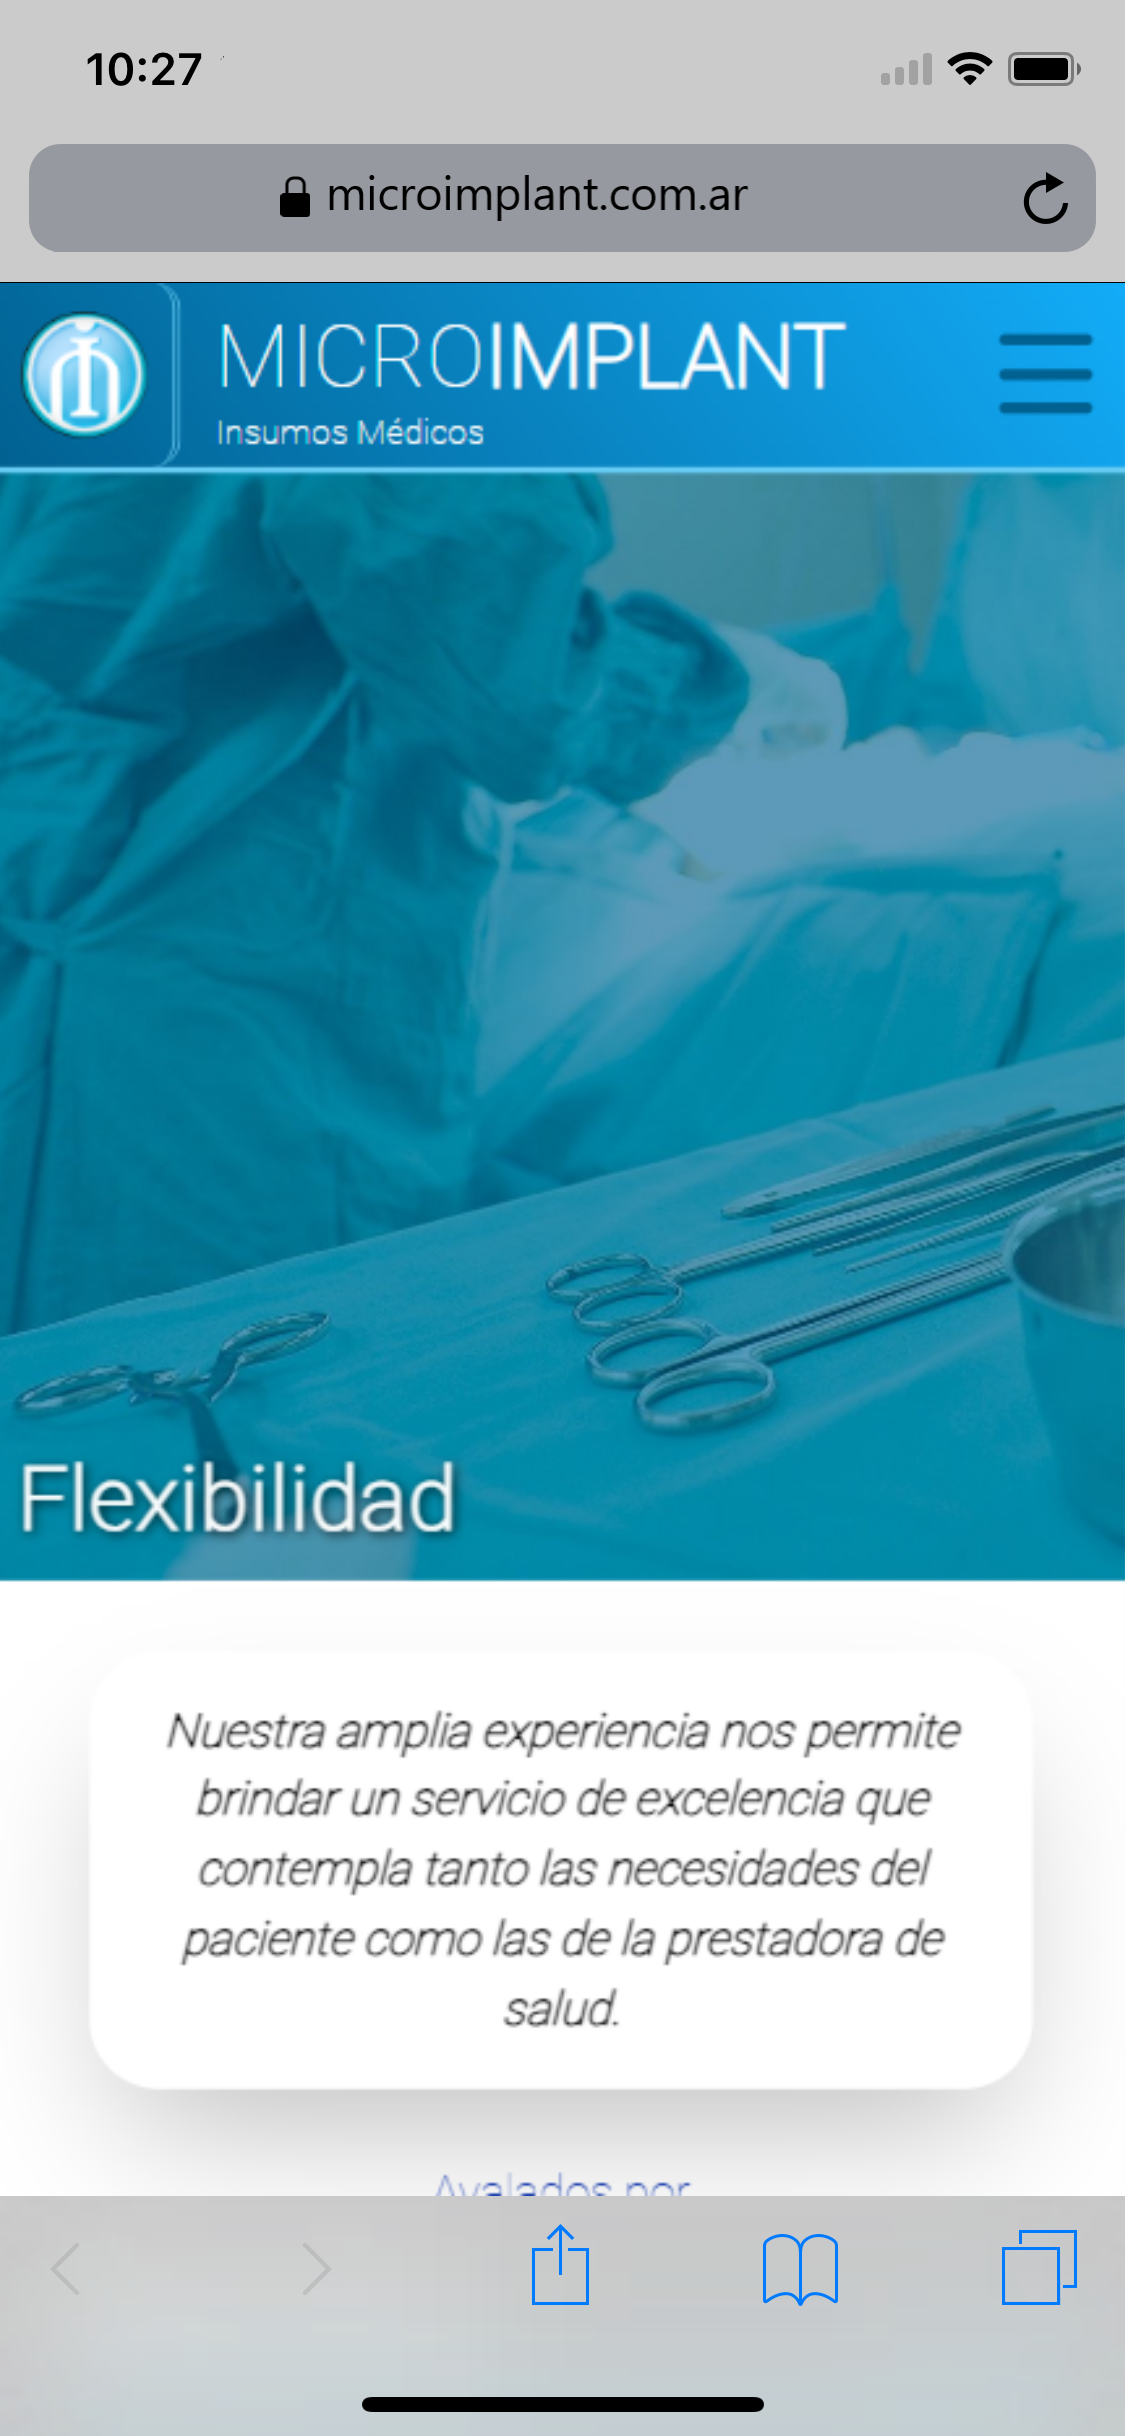 10:27
microimplant.com.ar
MICROIMPLANT
Insumos Médicos
Flexibilidad
Nuestra amplia experiencia nos permite
brindar un servicio de excelencia que
contempla tanto las necesidades del
paciente como las de la prestadora de
salud.
Avalados por